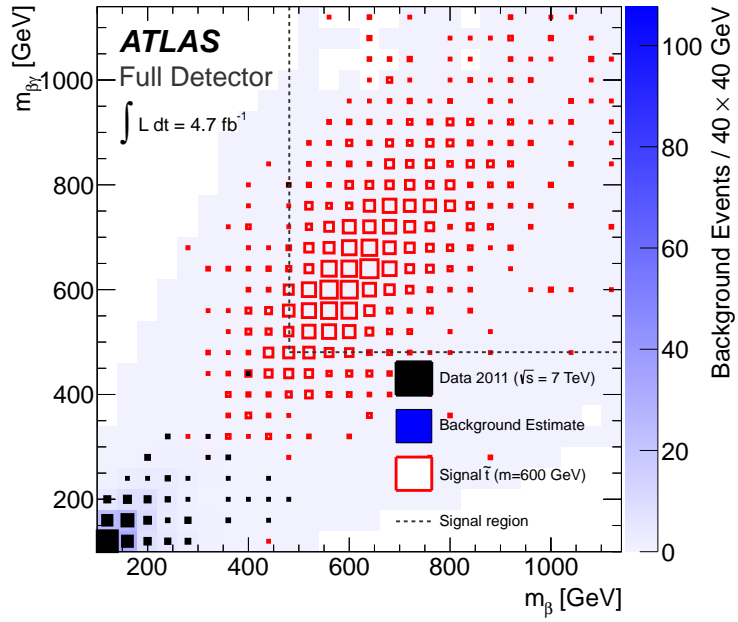 ATLAS
Full Detector
∫ L dt = 4.7 fb⁻¹
m_βγ [GeV]
1000
800
600
400
200
200
400
600
800
1000
m_β [GeV]
Data 2011 (√s = 7 TeV)
Background Estimate
Signal t̃ (m=600 GeV)
Signal region
100
80
60
40
20
0
Background Events / 40 × 40 GeV